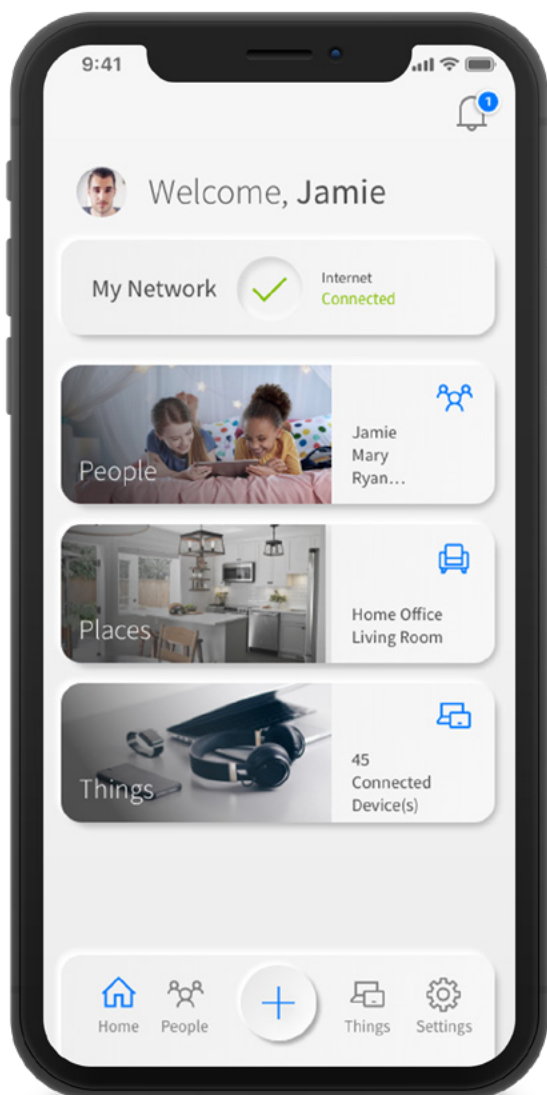 9:41
1
Welcome, Jamie
My Network
Internet
Connected
People
Jamie
Mary
Ryan...
Places
Home Office
Living Room
Things
45
Connected
Device(s)
Home
People
Things
Settings